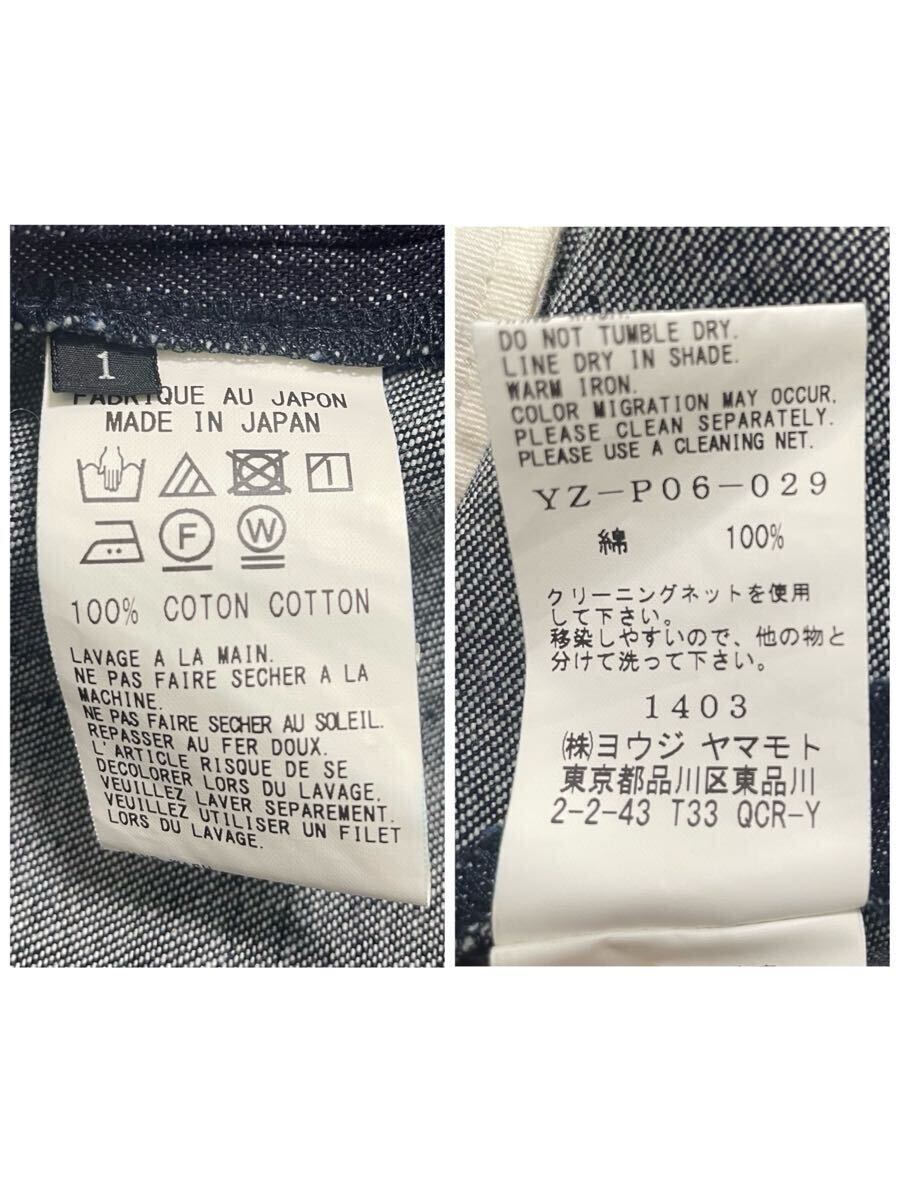 1
FABRIQUE AU JAPON
MADE IN JAPAN
1
F W
100% COTON COTTON
LAVAGE A LA MAIN.
NE PAS FAIRE SECHER A LA
MACHINE.
NE PAS FAIRE SECHER AU SOLEIL.
REPASSER AU FER DOUX.
L'ARTICLE RISQUE DE SE
DECOLORER LORS DU LAVAGE.
VEUILLEZ LAVER SEPAREMENT.
VEUILLEZ UTILISER UN FILET
LORS DU LAVAGE.
DO NOT TUMBLE DRY.
LINE DRY IN SHADE.
WARM IRON.
COLOR MIGRATION MAY OCCUR.
PLEASE CLEAN SEPARATELY.
PLEASE USE A CLEANING NET.
YZ-P06-029
綿 100%
クリーニングネットを使用
して下さい。
移染しやすいので、他の物と
分けて洗って下さい。
1403
㈱ヨウジ ヤマモト
東京都品川区東品川
2-2-43 T33 QCR-Y